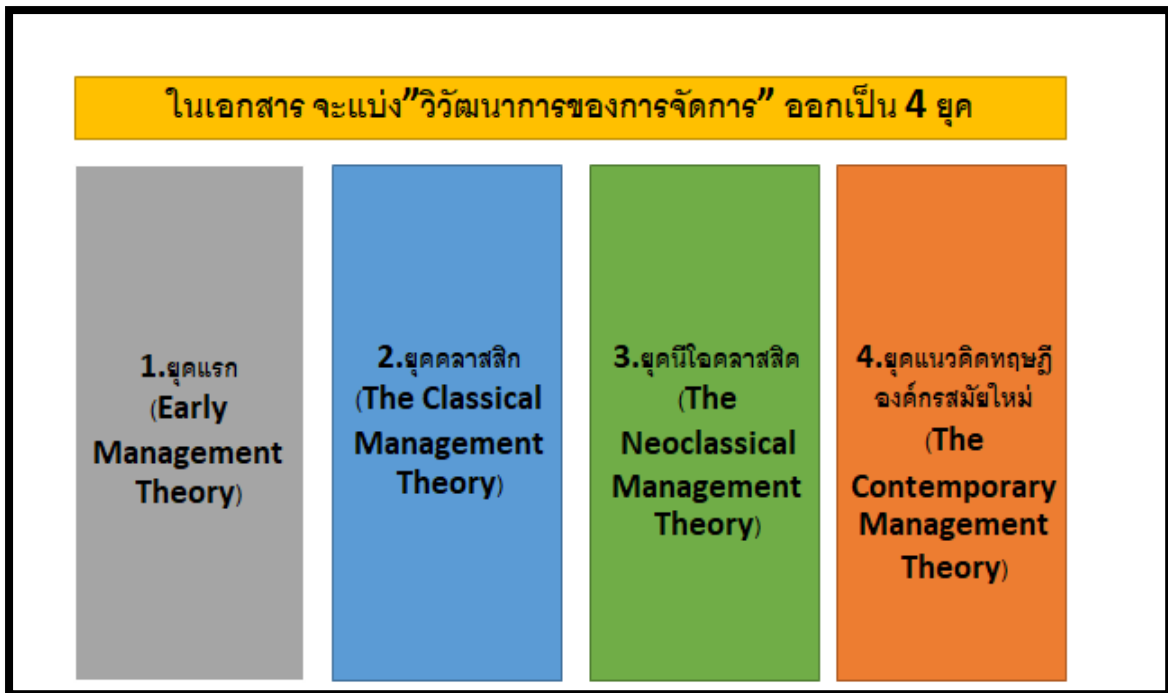 ในเอกสาร จะแบ่ง”วิวัฒนาการของการจัดการ” ออกเป็น 4 ยุค
1.ยุคแรก
(Early
Management
Theory)
2.ยุคคลาสสิก
(The Classical
Management
Theory)
3.ยุคนีโอคลาสสิค
(The
Neoclassical
Management
Theory)
4.ยุคแนวคิดทฤษฎี
องค์กรสมัยใหม่
(The
Contemporary
Management
Theory)